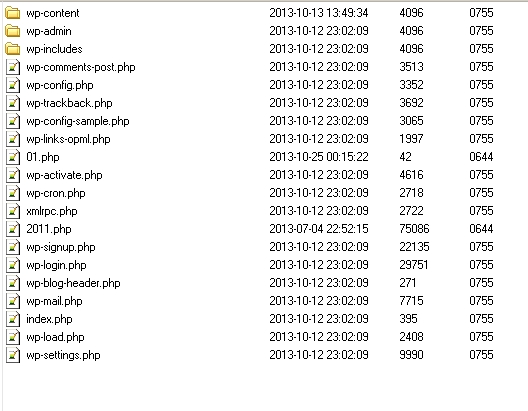 wp-content 2013-10-13 13:49:34 4096 0755
wp-admin 2013-10-12 23:02:09 4096 0755
wp-includes 2013-10-12 23:02:09 4096 0755
wp-comments-post.php 2013-10-12 23:02:09 3513 0755
wp-config.php 2013-10-12 23:02:09 3352 0755
wp-trackback.php 2013-10-12 23:02:09 3692 0755
wp-config-sample.php 2013-10-12 23:02:09 3065 0755
wp-links-opml.php 2013-10-12 23:02:09 1997 0755
01.php 2013-10-25 00:15:22 42 0644
wp-activate.php 2013-10-12 23:02:09 4616 0755
wp-cron.php 2013-10-12 23:02:09 2718 0755
xmlrpc.php 2013-10-12 23:02:09 2722 0755
2011.php 2013-07-04 22:52:15 75086 0644
wp-signup.php 2013-10-12 23:02:09 22135 0755
wp-login.php 2013-10-12 23:02:09 29751 0755
wp-blog-header.php 2013-10-12 23:02:09 271 0755
wp-mail.php 2013-10-12 23:02:09 7715 0755
index.php 2013-10-12 23:02:09 395 0755
wp-load.php 2013-10-12 23:02:09 2408 0755
wp-settings.php 2013-10-12 23:02:09 9990 0755